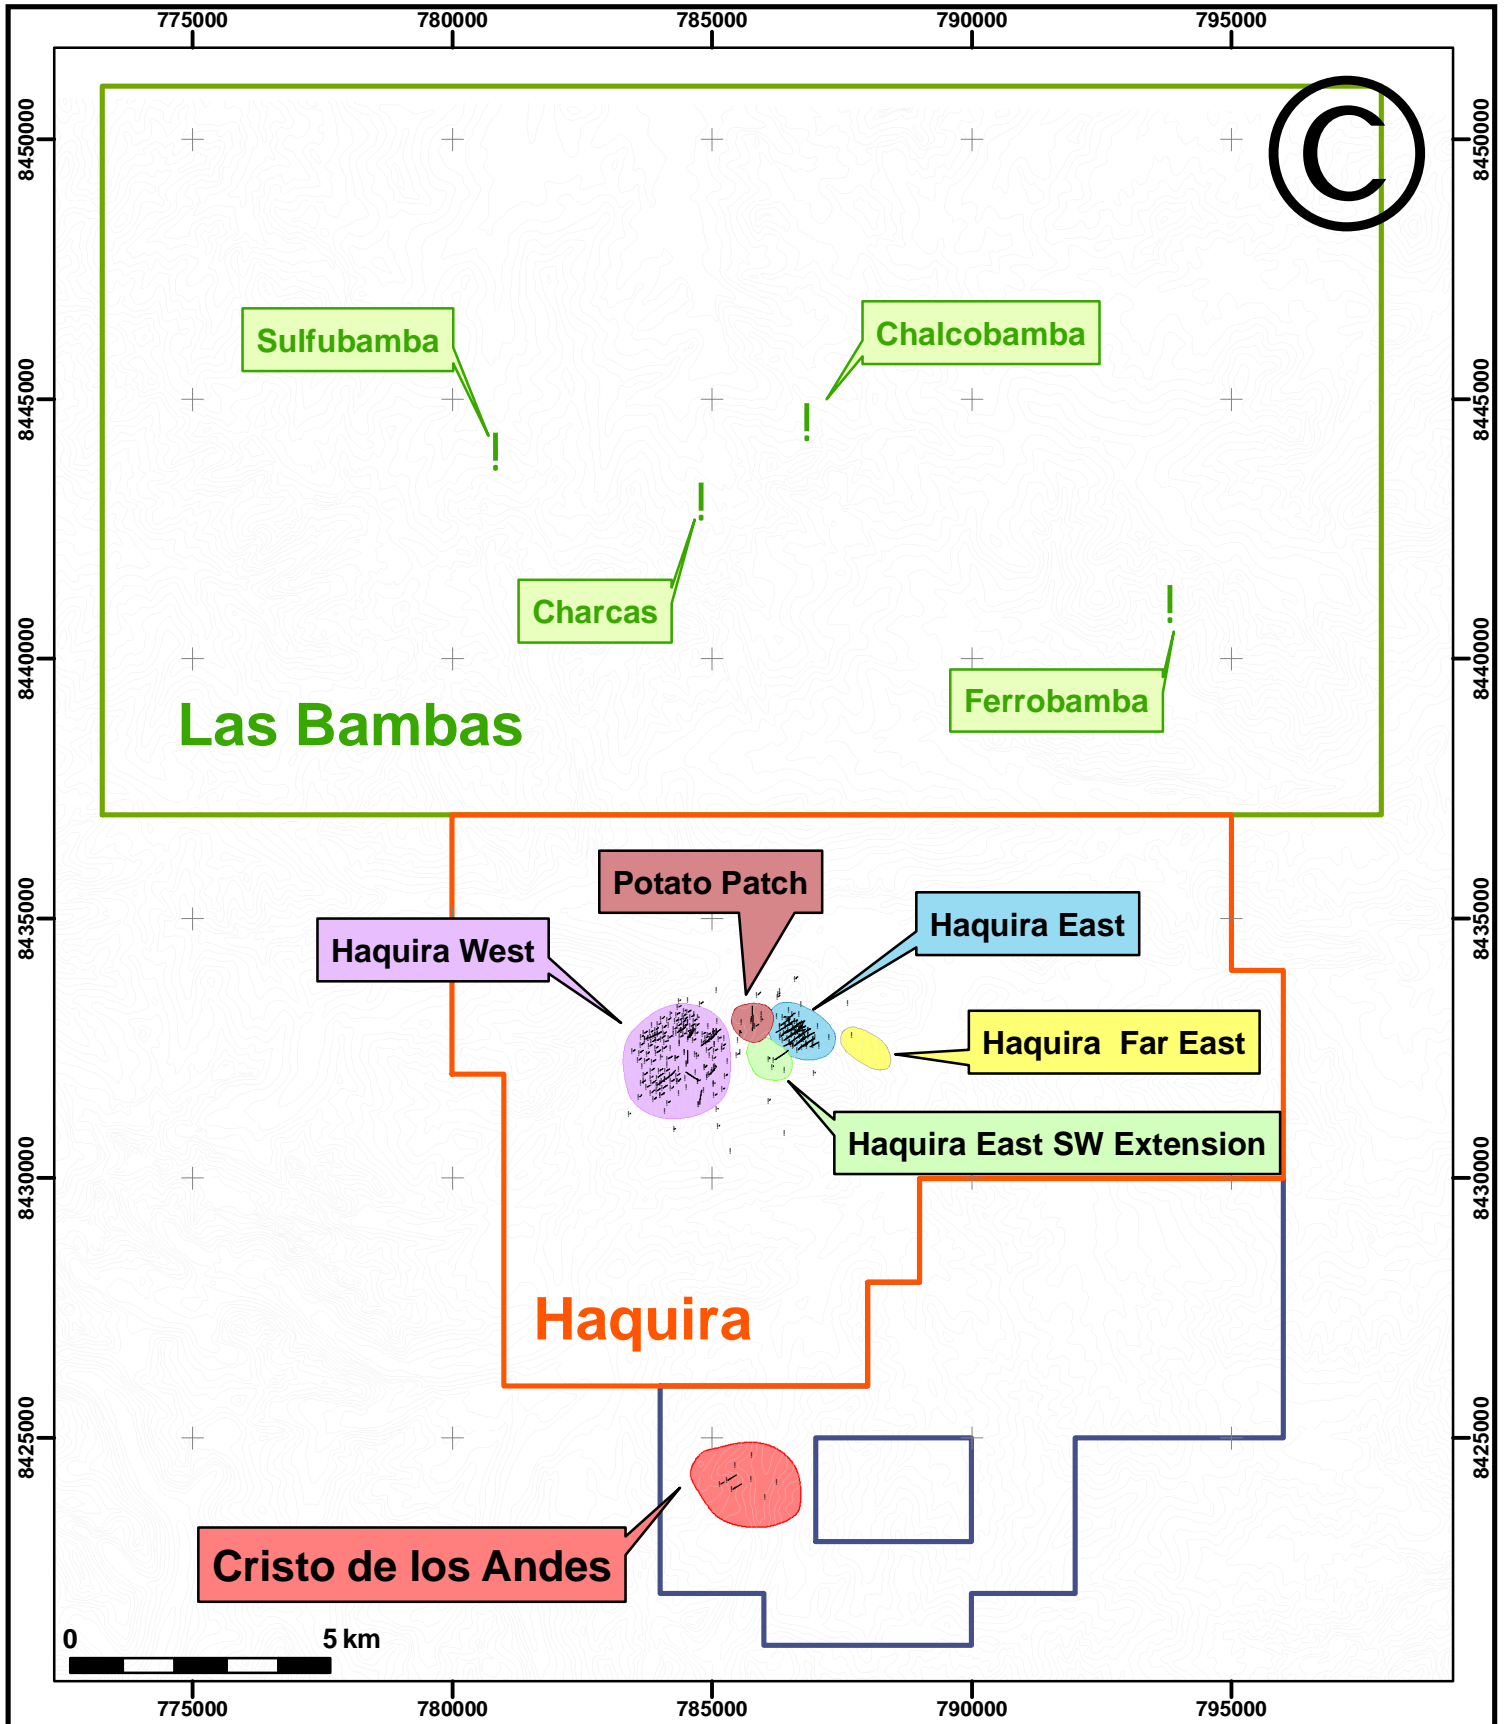 775000 780000 785000 790000 795000
©
8450000 8450000
Sulfubamba
Chalcobamba
8445000 8445000
!
!
!
Charcas
!
8440000 8440000
Ferrobamba
Las Bambas
Potato Patch
8435000 8435000
Haquira East
Haquira West
Haquira Far East
Haquira East SW Extension
8430000 8430000
Haquira
8425000 8425000
Cristo de los Andes
0 5 km
775000 780000 785000 790000 795000